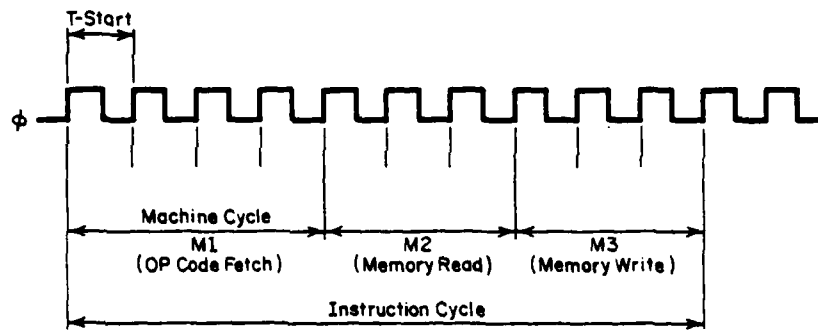 T-Start
ϕ
Machine Cycle
M1
(OP Code Fetch)
M2
(Memory Read)
M3
(Memory Write)
Instruction Cycle